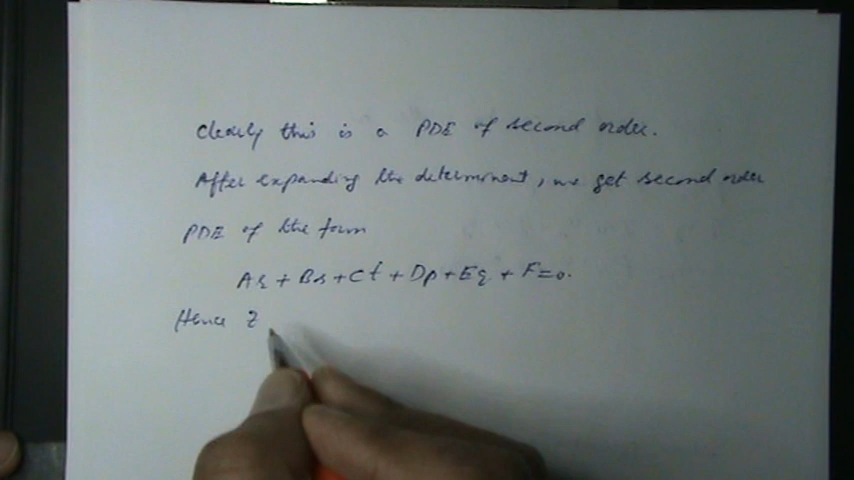 Clearly this is a PDE of second order.
After expanding the determinent, we get second order
PDE of the form
Ar + Bs + Ct + Dp + Eq + F = 0.
Hence Z